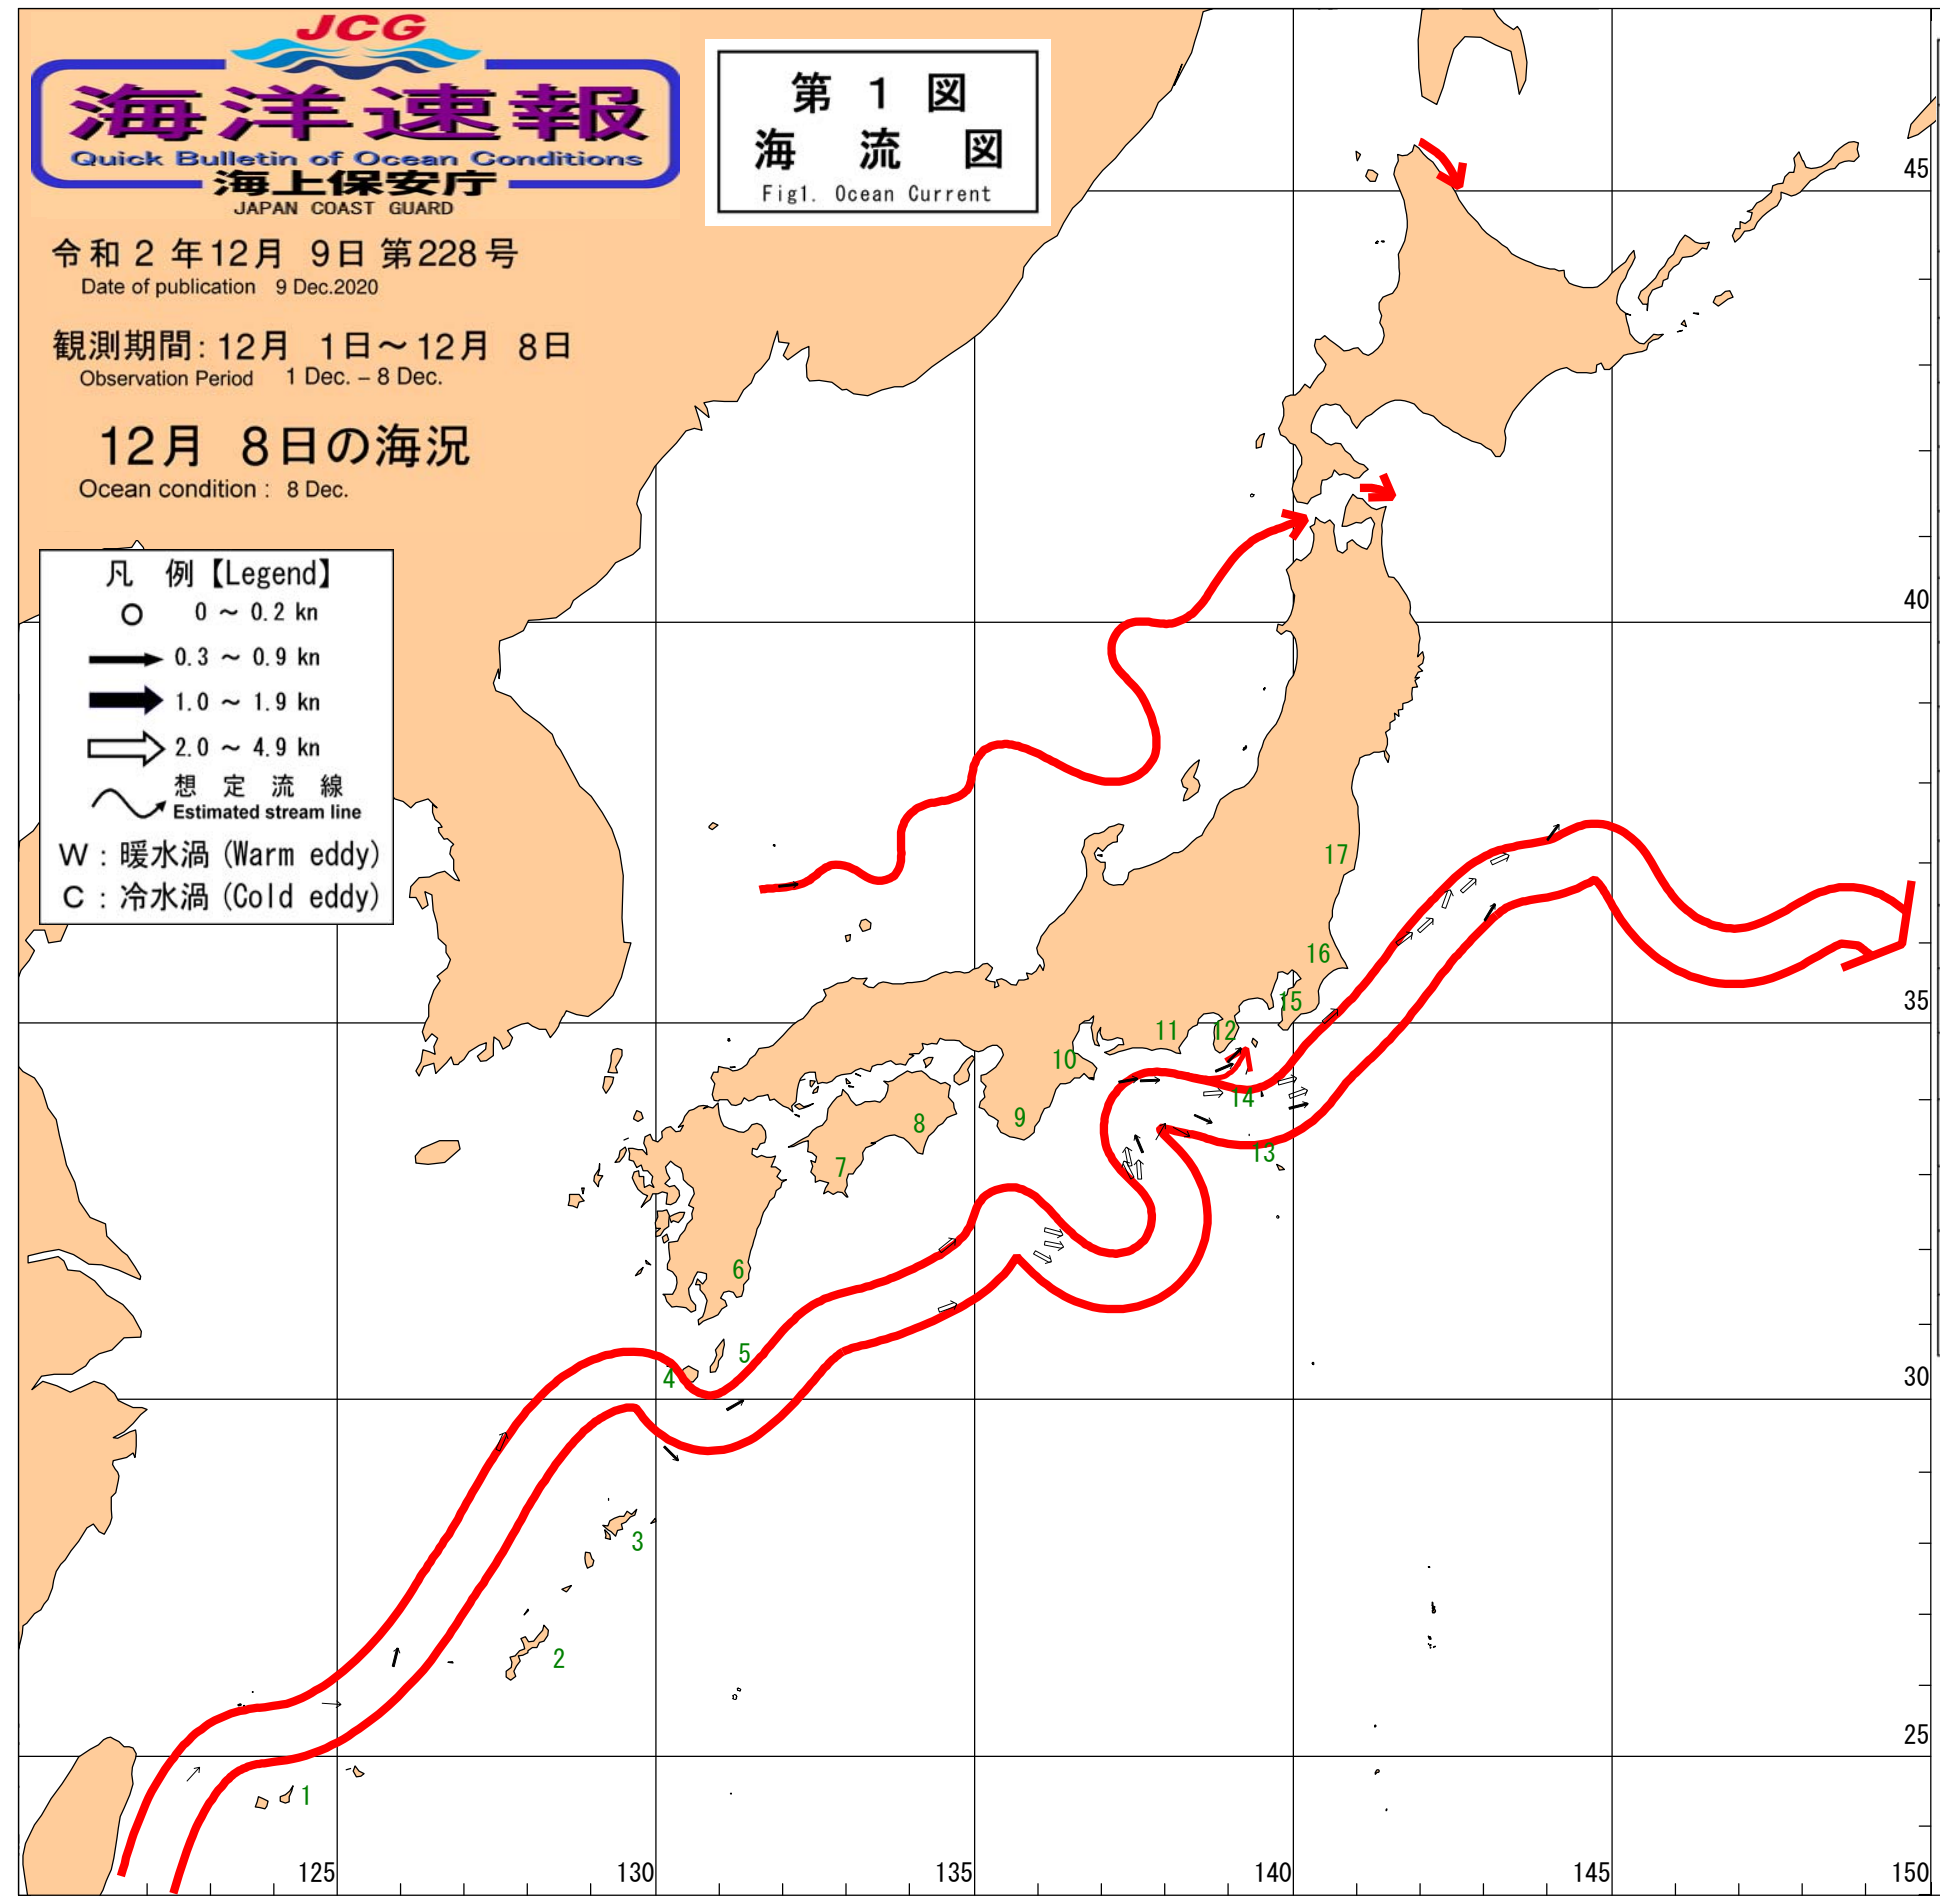 JCG
海洋速報
Quick Bulletin of Ocean Conditions
海上保安庁
JAPAN COAST GUARD
第 1 図
海 流 図
Fig1. Ocean Current
令和 2 年12月 9日 第228号
Date of publication 9 Dec.2020
観測期間: 12月 1日～12月 8日
Observation Period 1 Dec. – 8 Dec.
12月 8日の海況
Ocean condition : 8 Dec.
凡 例【Legend】
0 ～ 0.2 kn
0.3 ～ 0.9 kn
1.0 ～ 1.9 kn
2.0 ～ 4.9 kn
想 定 流 線
Estimated stream line
W : 暖水渦 (Warm eddy)
C : 冷水渦 (Cold eddy)
45
40
17
16
35
15
12
11
10
14
9
8
13
7
6
5
4
30
3
2
25
1
125
130
135
140
145
150